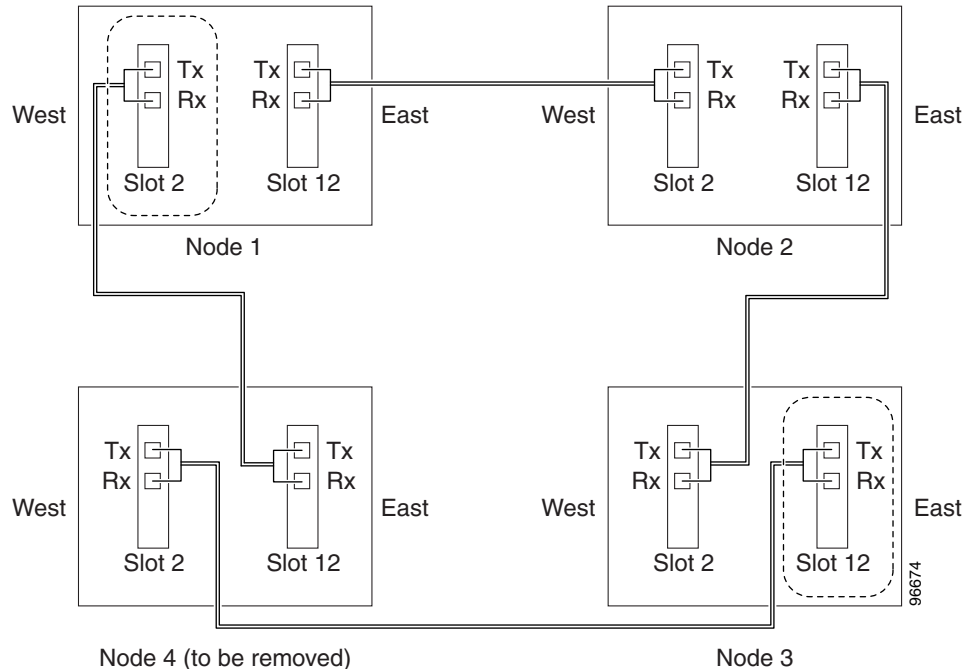 Tx Tx Tx Tx
Rx Rx Rx Rx
West East West East
Slot 2 Slot 12 Slot 2 Slot 12
Node 1 Node 2
Tx Tx Tx Tx
Rx Rx Rx Rx
West East West East
Slot 2 Slot 12 Slot 2 Slot 12
96674
Node 4 (to be removed) Node 3